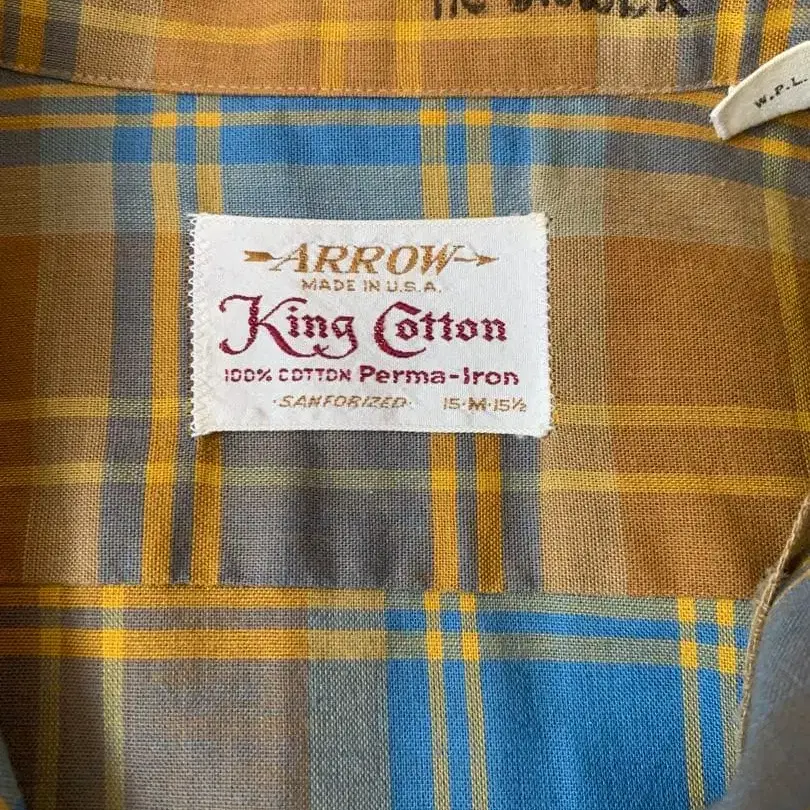 W.P.L.
ARROW
MADE IN U.S.A.
King Cotton
100% COTTON Perma-Iron
·SANFORIZED· 15·M·15½